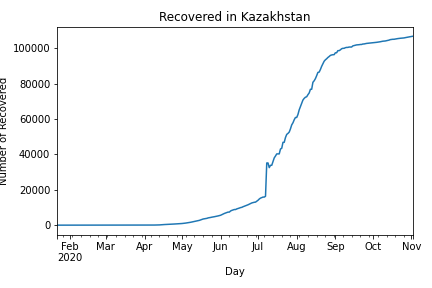 Recovered in Kazakhstan
Number of Recovered
100000
80000
60000
40000
20000
0
Feb Mar Apr May Jun Jul Aug Sep Oct Nov
2020
Day